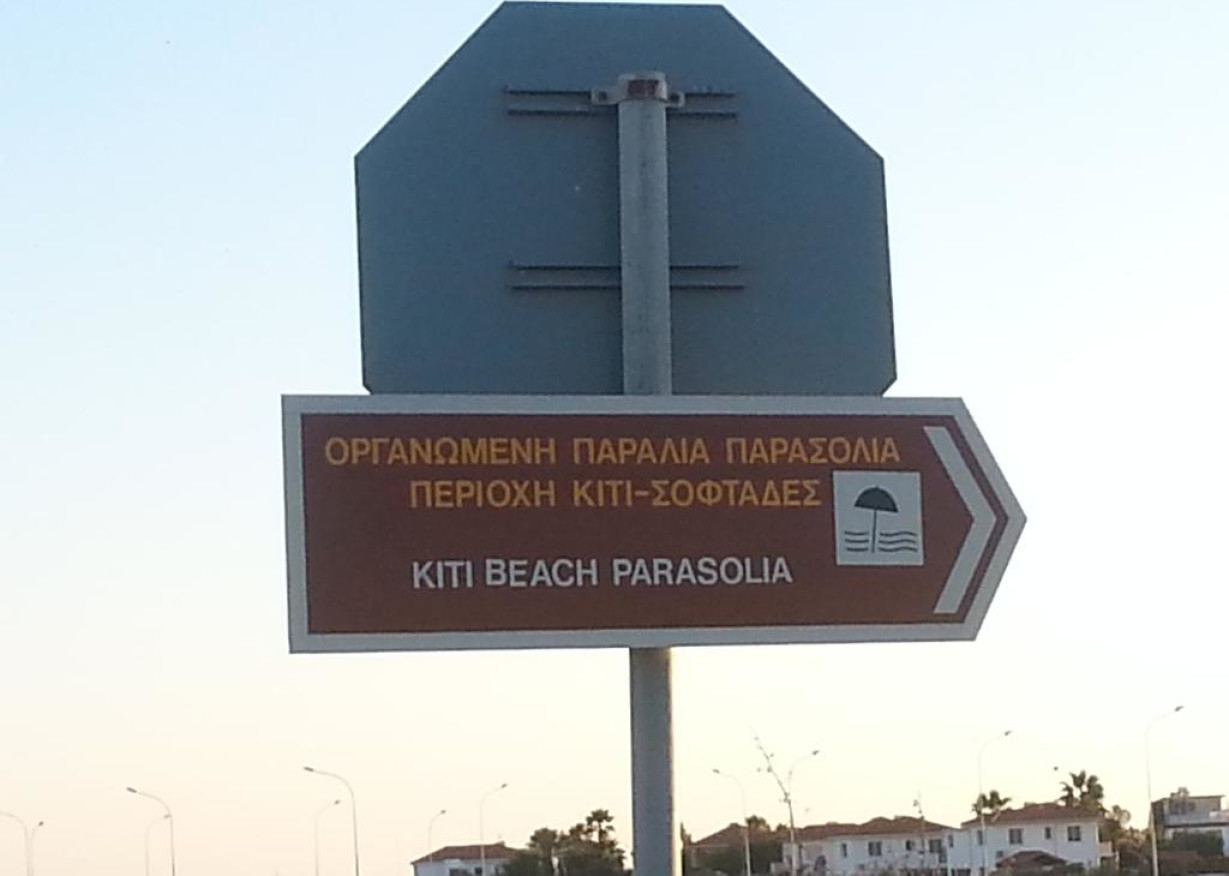 ΟΡΓΑΝΩΜΕΝΗ ΠΑΡΑΛΙΑ ΠΑΡΑΣΟΛΙΑ
ΠΕΡΙΟΧΗ ΚΙΤΙ-ΣΟΦΤΑΔΕΣ
KITI BEACH PARASOLIA